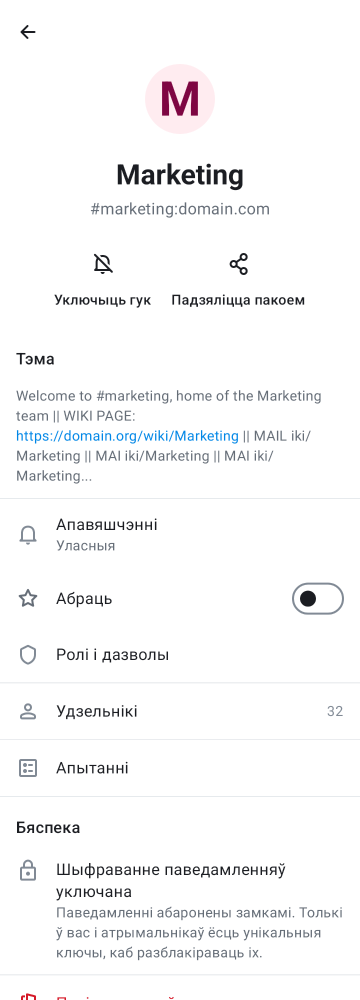 M
Marketing
#marketing:domain.com
Уключыць гук
Падзяліцца пакоем
Тэма
Welcome to #marketing, home of the Marketing
team || WIKI PAGE:
https://domain.org/wiki/Marketing || MAIL iki/
Marketing || MAI iki/Marketing || MAI iki/
Marketing...
Апавяшчэнні
Уласныя
Абраць
Ролі і дазволы
Удзельнікі
32
Апытанні
Бяспека
Шыфраванне паведамленняў
уключана
Паведамленні абаронены замкамі. Толькі
ў вас і атрымальнікаў ёсць унікальныя
ключы, каб разблакіраваць іх.